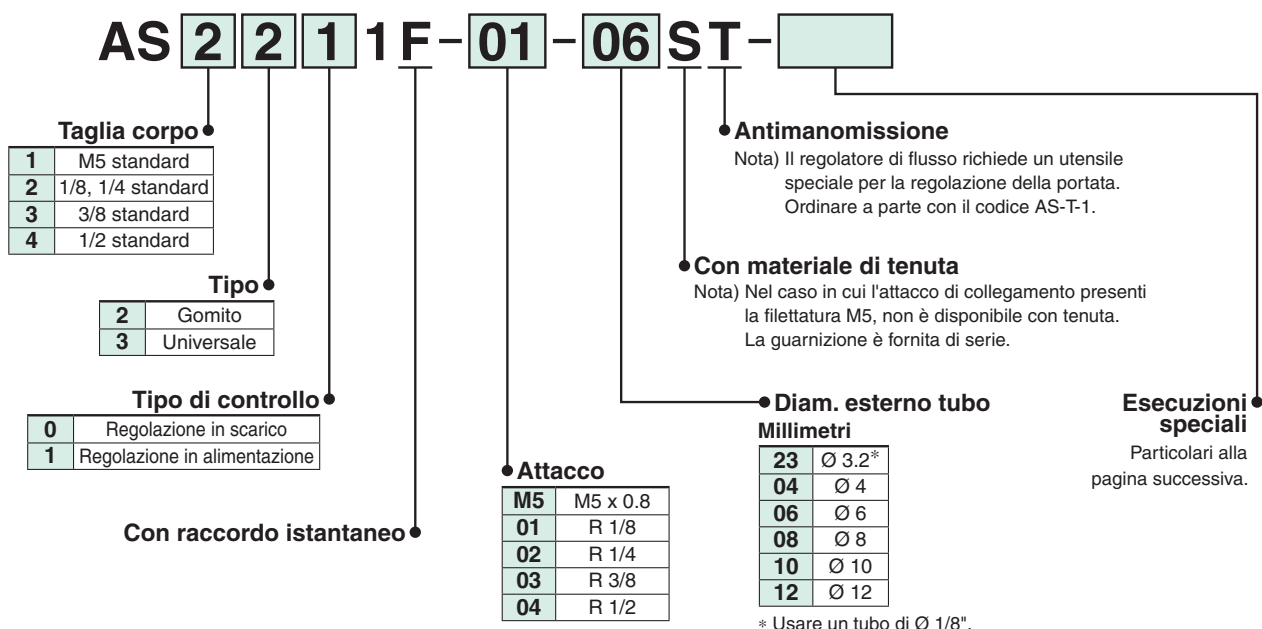 AS 2 2 1 1 F - 01 - 06 S T -
Taglia corpo
1 M5 standard
2 1/8, 1/4 standard
3 3/8 standard
4 1/2 standard
Tipo
2 Gomito
3 Universale
Tipo di controllo
0 Regolazione in scarico
1 Regolazione in alimentazione
Con raccordo istantaneo
Attacco
M5 M5 x 0.8
01 R 1/8
02 R 1/4
03 R 3/8
04 R 1/2
Antimanomissione
Nota) Il regolatore di flusso richiede un utensile
speciale per la regolazione della portata.
Ordinare a parte con il codice AS-T-1.
Con materiale di tenuta
Nota) Nel caso in cui l'attacco di collegamento presenti
la filettatura M5, non è disponibile con tenuta.
La guarnizione è fornita di serie.
Diam. esterno tubo
Millimetri
23 Ø 3.2*
04 Ø 4
06 Ø 6
08 Ø 8
10 Ø 10
12 Ø 12
* Usare un tubo di Ø 1/8".
Esecuzioni
speciali
Particolari alla
pagina successiva.